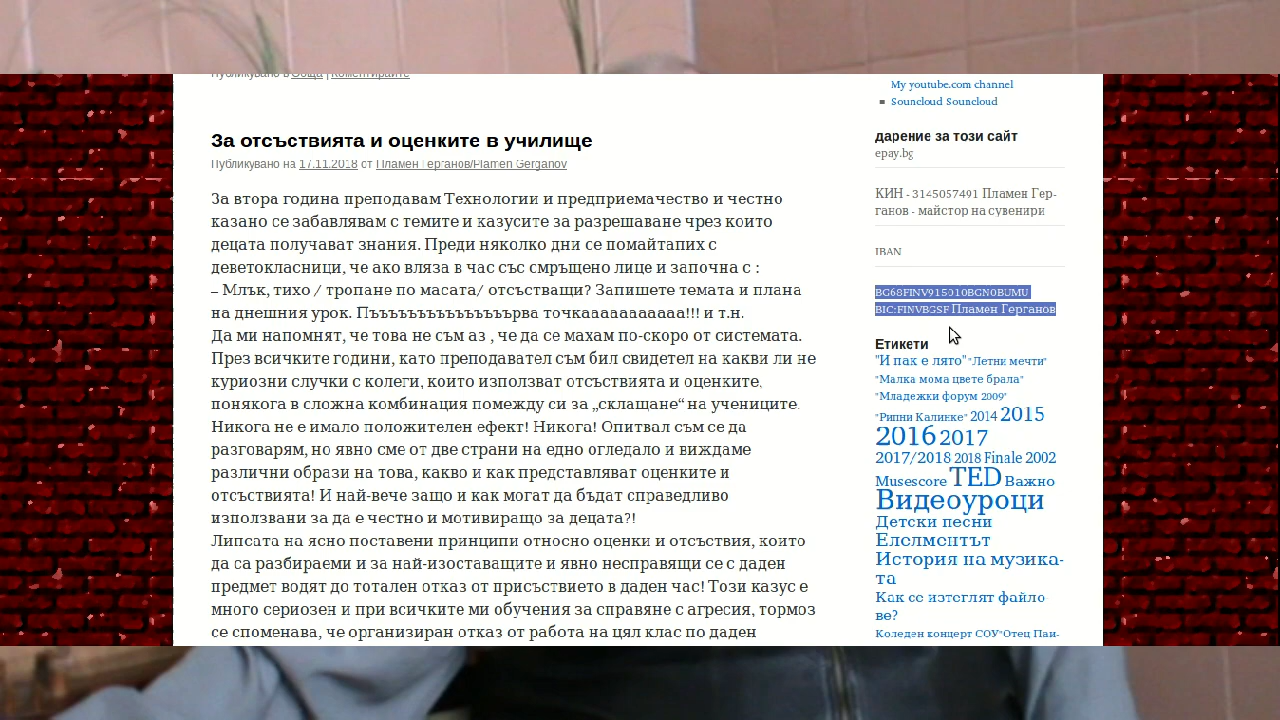 Публикувано в Обща | Коментирайте
За отсъствията и оценките в училище
Публикувано на 17.11.2018 от Пламен Герганов/Plamen Gerganov
За втора година преподавам Технологии и предприемачество и честно
казано се забавлявам с темите и казусите за разрешаване чрез които
децата получават знания. Преди няколко дни се помайтапих с
деветокласници, че ако вляза в час със смръщено лице и започна с :
– Млък, тихо / тропане по масата/ отсъстващи? Запишете темата и плана
на днешния урок. Пъъъъъъъъъъъъърва точкаааааааааааа!!! и т.н.
Да ми напомнят, че това не съм аз , че да се махам по-скоро от системата.
През всичките години, като преподавател съм бил свидетел на какви ли не
куриозни случки с колеги, които използват отсъствията и оценките,
понякога в сложна комбинация помежду си за „склащане“ на учениците.
Никога не е имало положителен ефект! Никога! Опитвал съм се да
разговарям, но явно сме от две страни на едно огледало и виждаме
различни образи на това, какво и как представляват оценките и
отсъствията! И най-вече защо и как могат да бъдат справедливо
използвани за да е честно и мотивиращо за децата?!
Липсата на ясно поставени принципи относно оценки и отсъствия, които
да са разбираеми и за най-изоставащите и явно несправящи се с даден
предмет водят до тотален отказ от присъствието в даден час! Този казус е
много сериозен и при всичките ми обучения за справяне с агресия, тормоз
се споменава, че организиран отказ от работа на цял клас по даден
My youtube.com channel
Souncloud Souncloud
дарение за този сайт
epay.bg
КИН - 3145057491 Пламен Гер-
ганов - майстор на сувенири
IBAN
BG68FINV915010BGN0BUMU
BIC:FINVBGSF Пламен Герганов
Етикети
"И пак е лято" "Летни мечти"
"Малка мома цвете брала"
"Младежки форум 2009"
"Рипни Калинке" 2014 2015
2016 2017
2017/2018 2018 Finale 2002
Musescore TED Важно
Видеоуроци
Детски песни
Елелментът
История на музика-
та
Как се изтеглят файло-
ве?
Коледен концерт СОУ"Отец Паи-